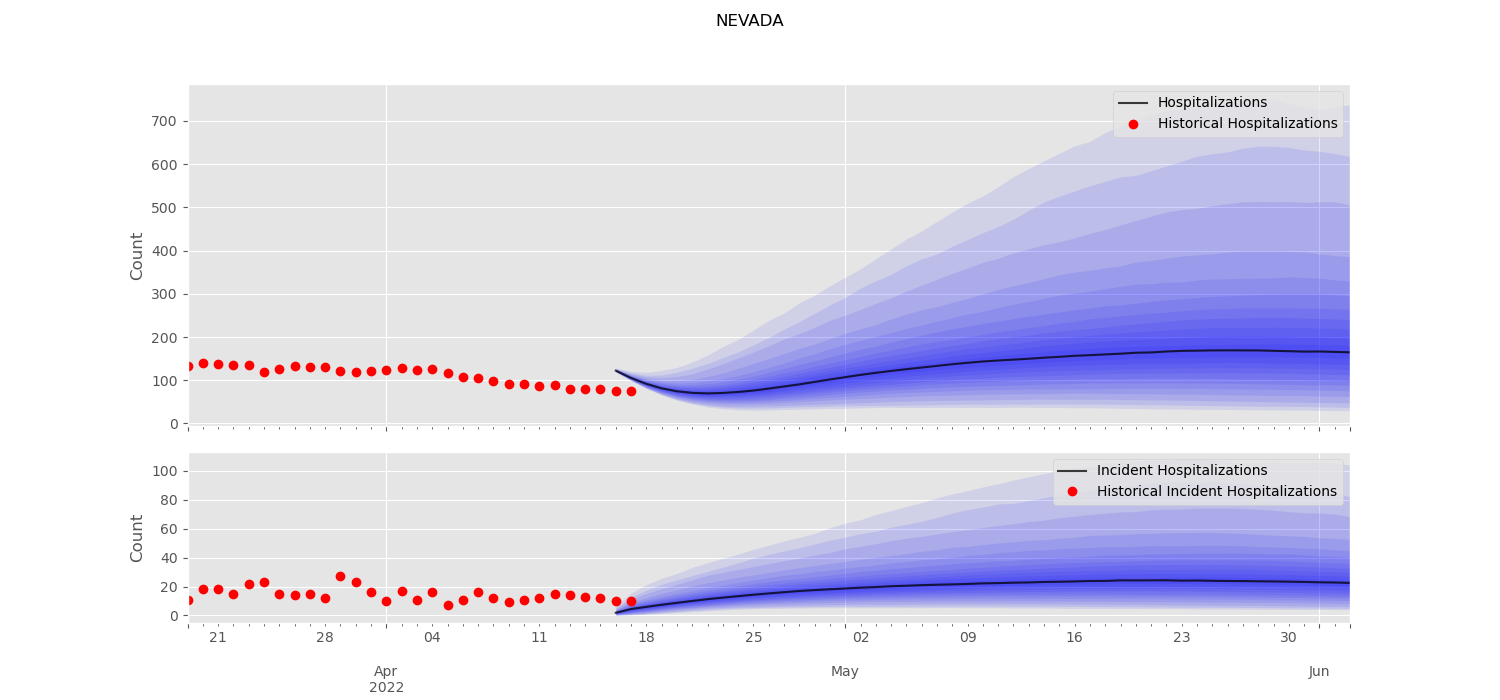 NEVADA
Hospitalizations
Historical Hospitalizations
700
600
500
400
300
200
100
0
Count
Incident Hospitalizations
Historical Incident Hospitalizations
100
80
60
40
20
0
Count
21 28 04 11 18 25 02 09 16 23 30
Apr May Jun
2022